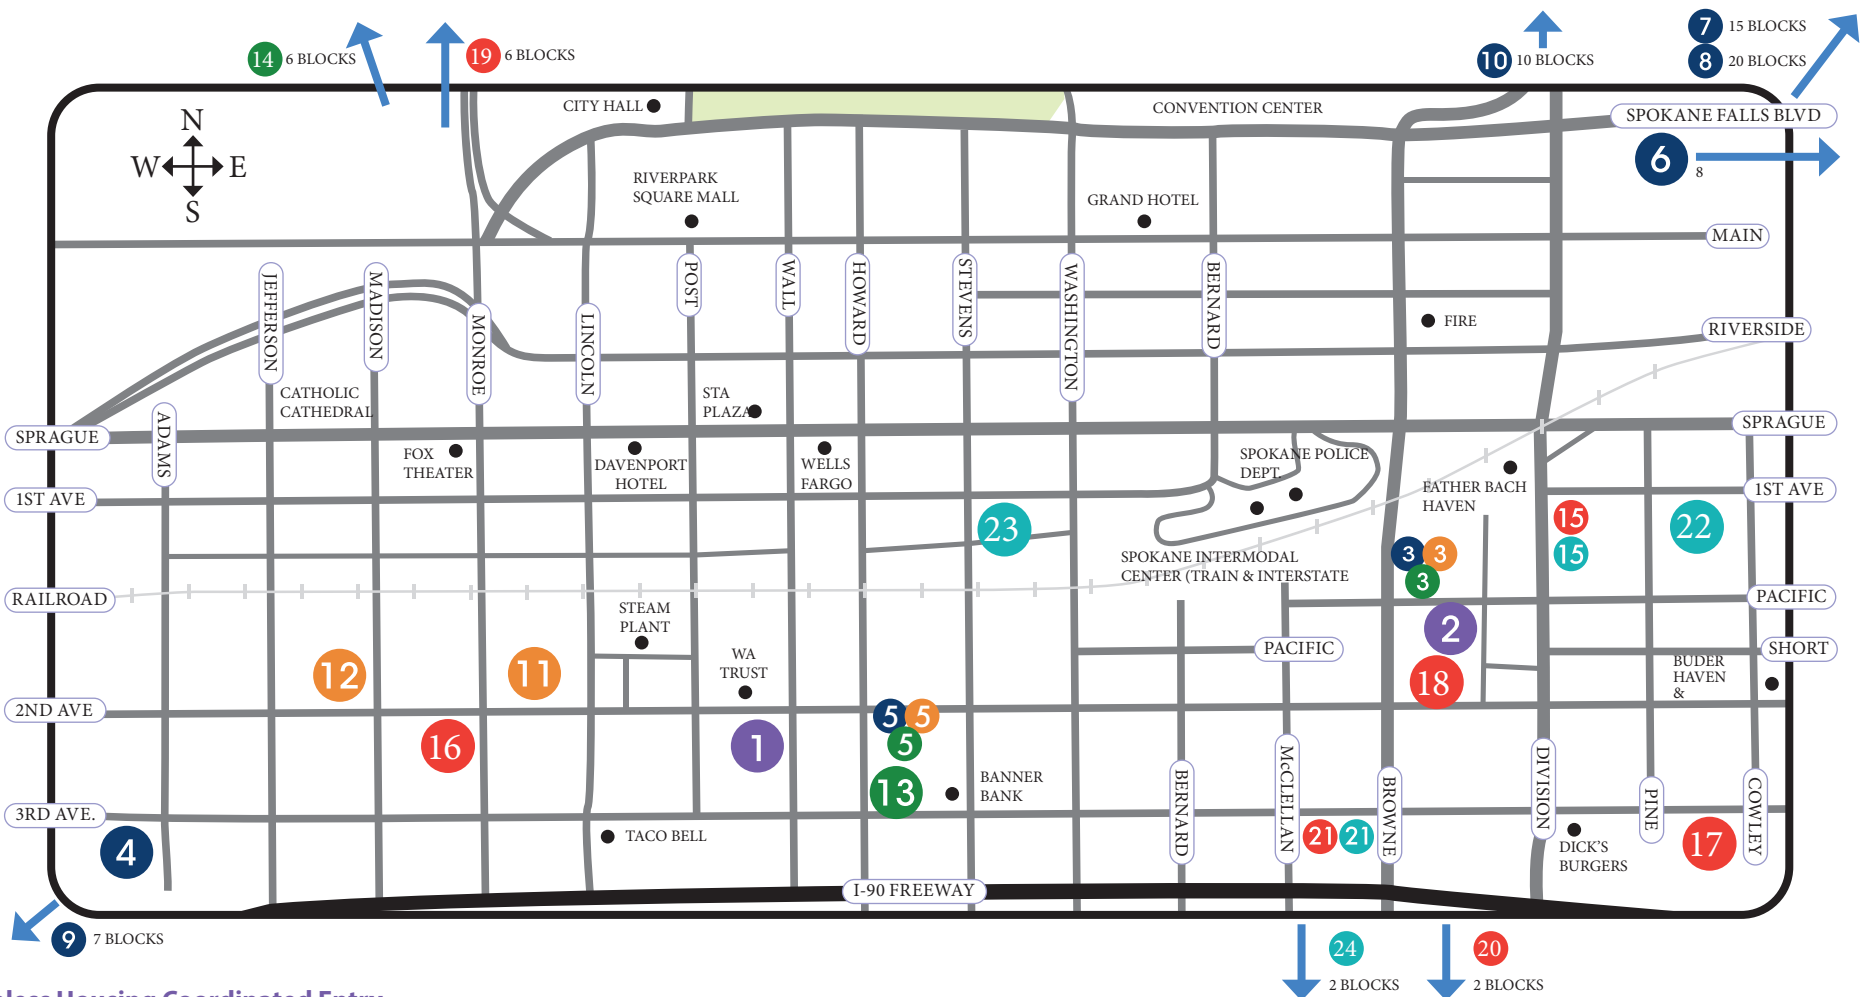 14 6 BLOCKS
19 6 BLOCKS
10 10 BLOCKS
7 15 BLOCKS
8 20 BLOCKS
CITY HALL
CONVENTION CENTER
SPOKANE FALLS BLVD
N
W E
S
6
8
RIVERPARK
SQUARE MALL
GRAND HOTEL
MAIN
JEFFERSON
MADISON
MONROE
LINCOLN
POST
WALL
HOWARD
STEVENS
WASHINGTON
BERNARD
FIRE
RIVERSIDE
CATHOLIC
CATHEDRAL
STA
PLAZA
ADAMS
SPRAGUE
SPRAGUE
FOX
THEATER
DAVENPORT
HOTEL
WELLS
FARGO
SPOKANE POLICE
DEPT.
FATHER BACH
HAVEN
1ST AVE
1ST AVE
23
15
15
22
3 3
3
SPOKANE INTERMODAL
CENTER (TRAIN & INTERSTATE
RAILROAD
PACIFIC
STEAM
PLANT
2
WA
TRUST
PACIFIC
SHORT
BUDER
HAVEN
&
12
11
18
2ND AVE
5 5
5
16
1
13
BANNER
BANK
BERNARD
McCLELLAN
BROWNE
DIVISION
PINE
COWLEY
3RD AVE.
4
TACO BELL
21 21
DICK'S
BURGERS
17
I-90 FREEWAY
9 7 BLOCKS
24
2 BLOCKS
20
2 BLOCKS
Housing Coordinated Entry